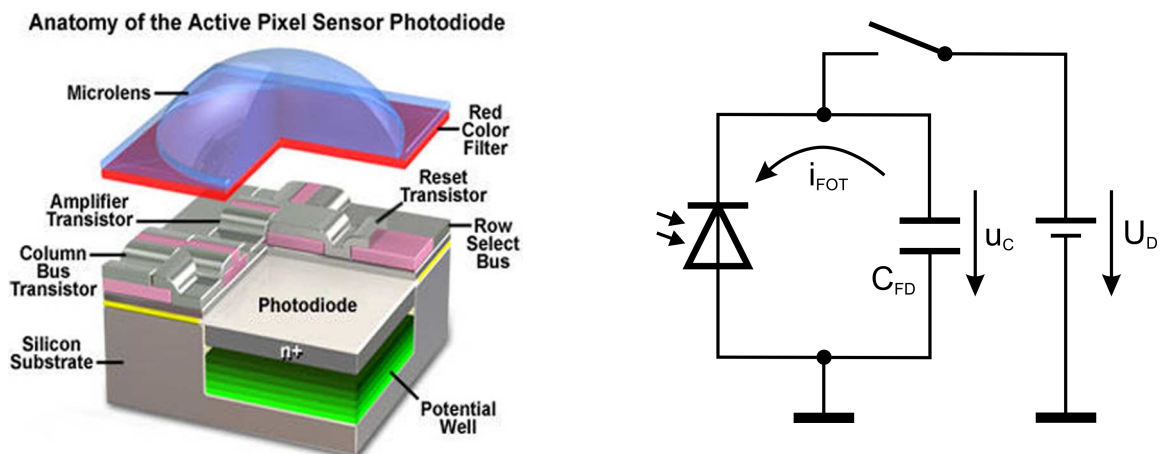 Anatomy of the Active Pixel Sensor Photodiode
Microlens
Red
Color
Filter
Amplifier
Transistor
Reset
Transistor
Column
Bus
Transistor
Row
Select
Bus
Photodiode
n+
Silicon
Substrate
Potential
Well
iFOT
CFD
uC
UD